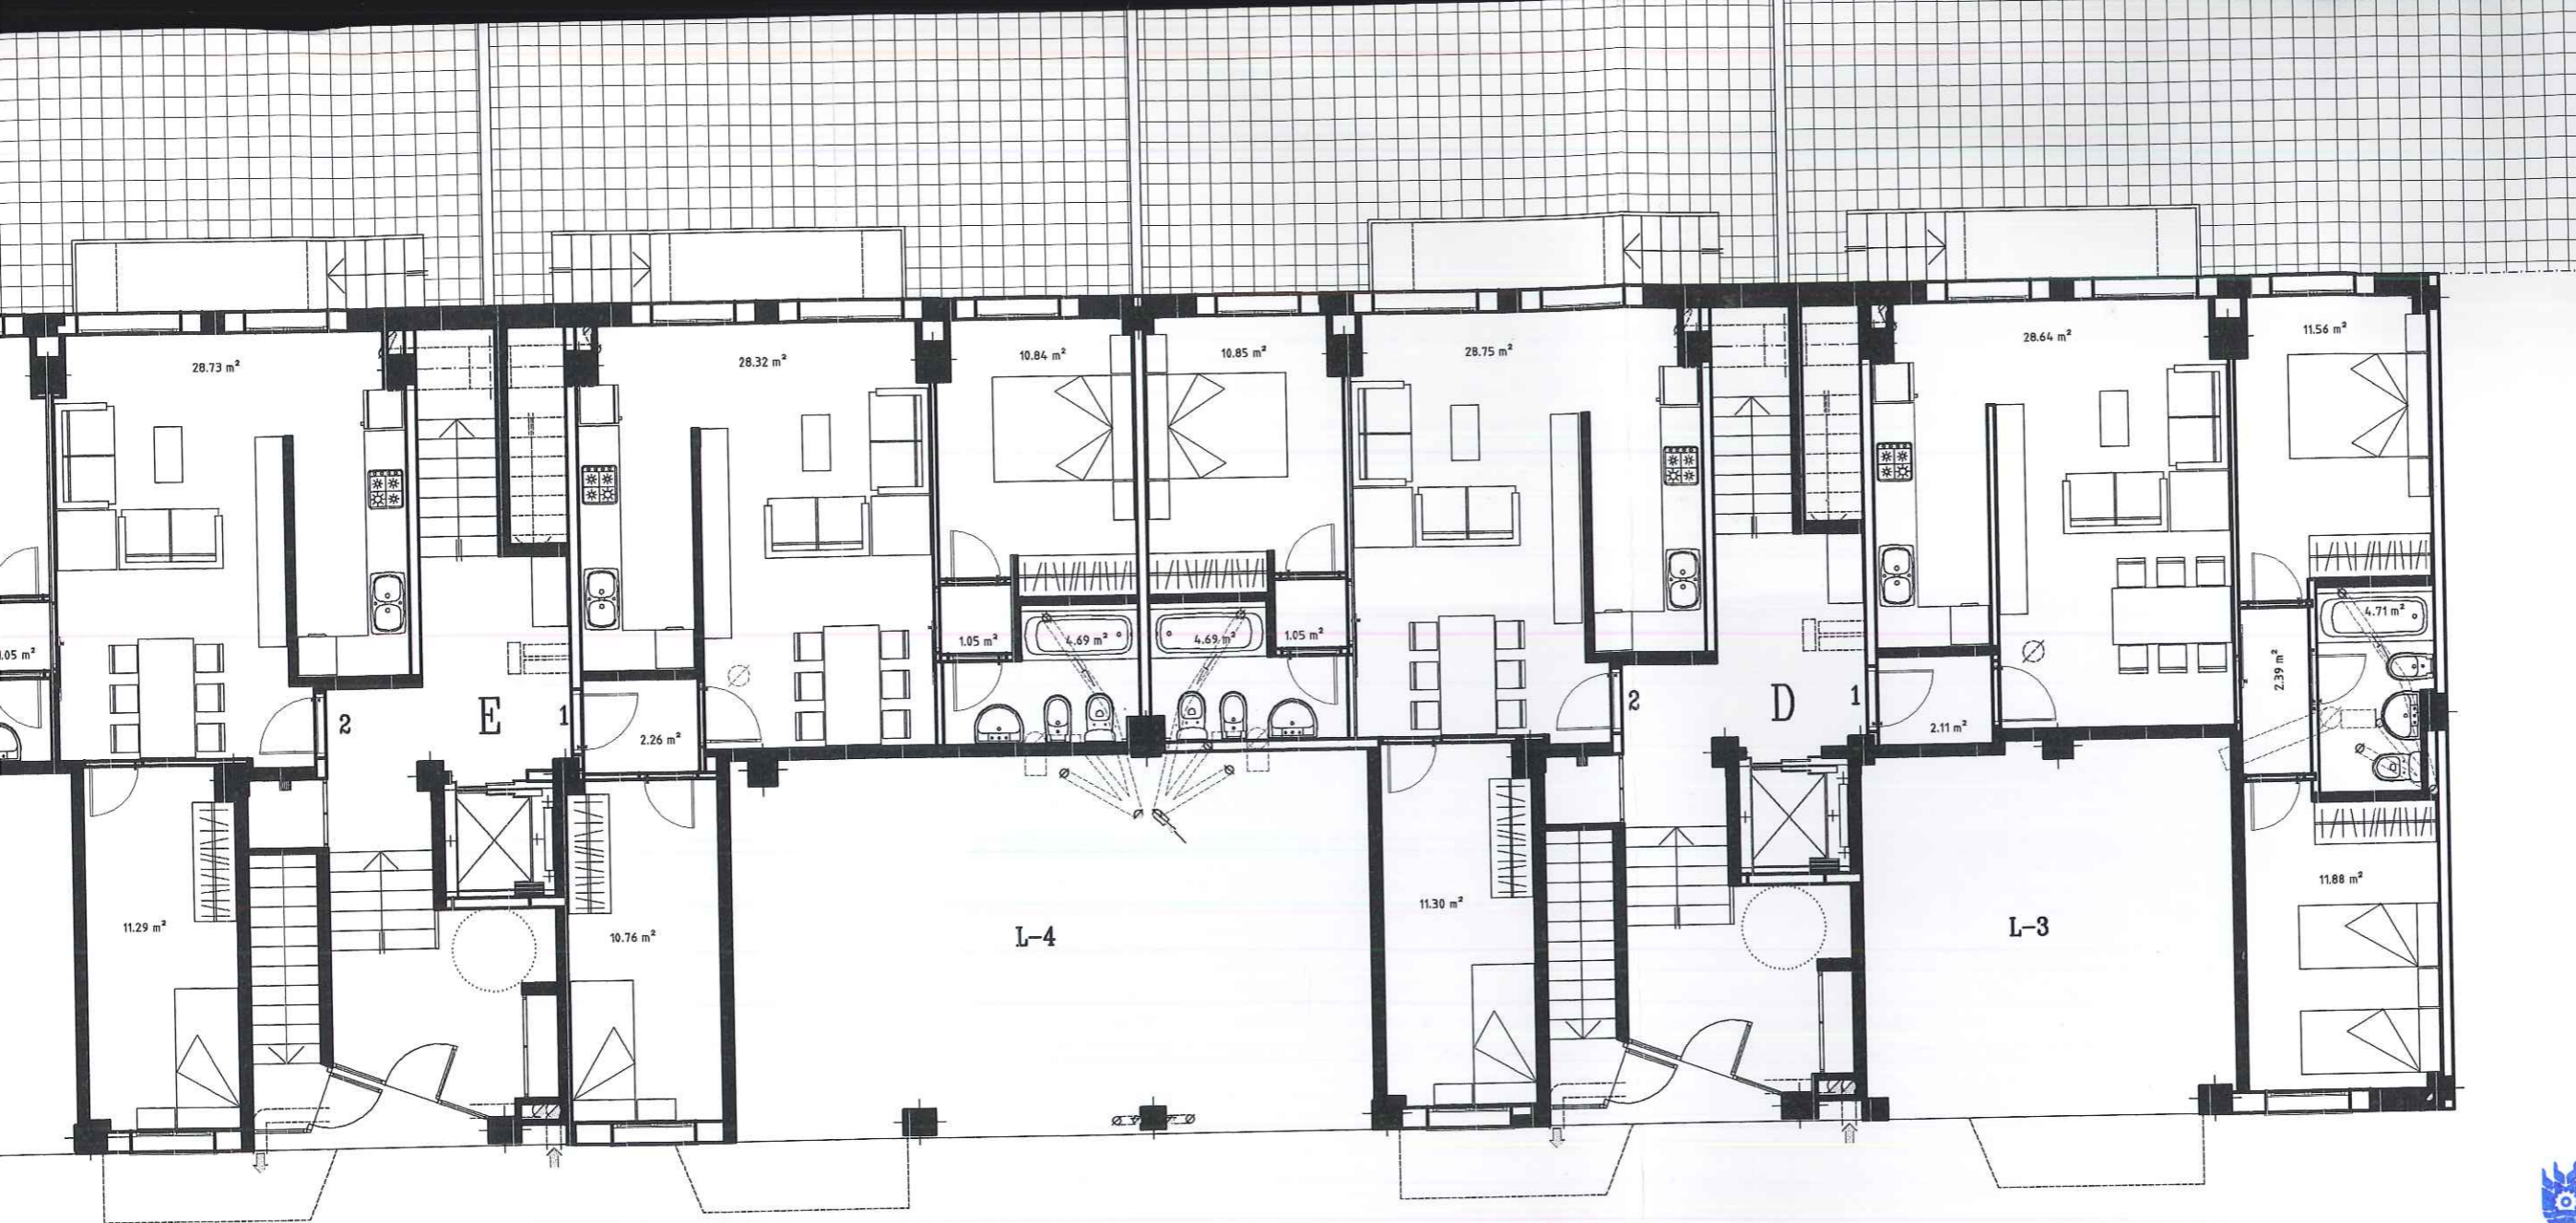 28.73 m²
28.32 m²
10.84 m²
10.85 m²
28.75 m²
28.64 m²
11.56 m²
1.05 m²
1.05 m²
4.69 m²
4.69 m²
1.05 m²
4.71 m²
2.39 m²
2
E
1
2.26 m²
2
D
1
2.11 m²
11.29 m²
10.76 m²
L-4
11.30 m²
L-3
11.88 m²